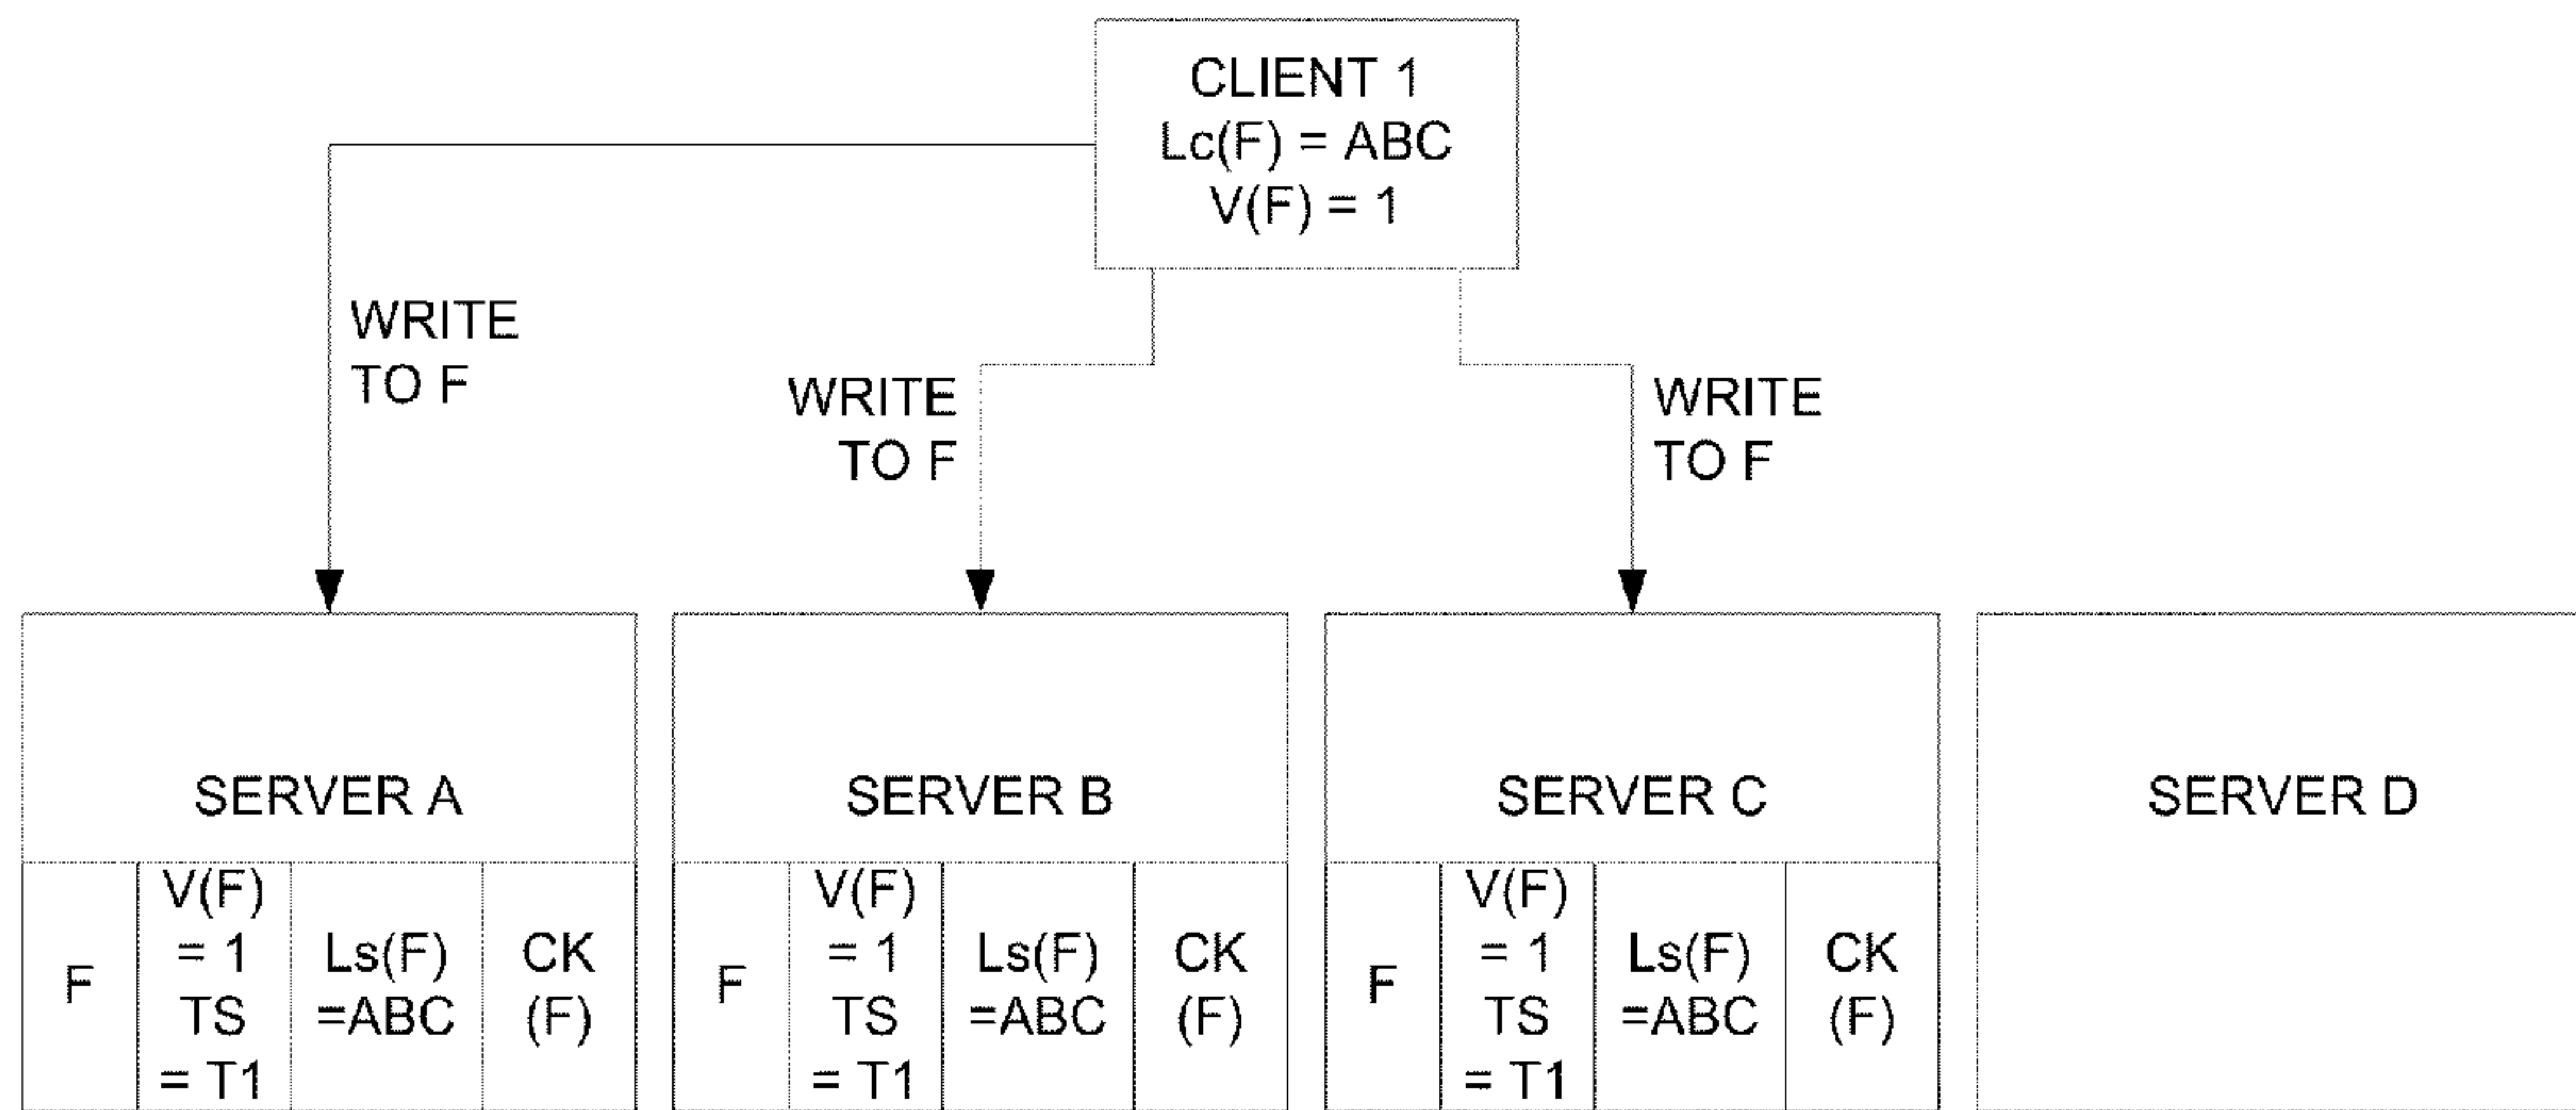 CLIENT 1
Lc(F) = ABC
V(F) = 1
WRITE
TO F
WRITE
TO F
WRITE
TO F
SERVER A
SERVER B
SERVER C
SERVER D
F
V(F)
= 1
TS
= T1
Ls(F)
=ABC
CK
(F)
F
V(F)
= 1
TS
= T1
Ls(F)
=ABC
CK
(F)
F
V(F)
= 1
TS
= T1
Ls(F)
=ABC
CK
(F)